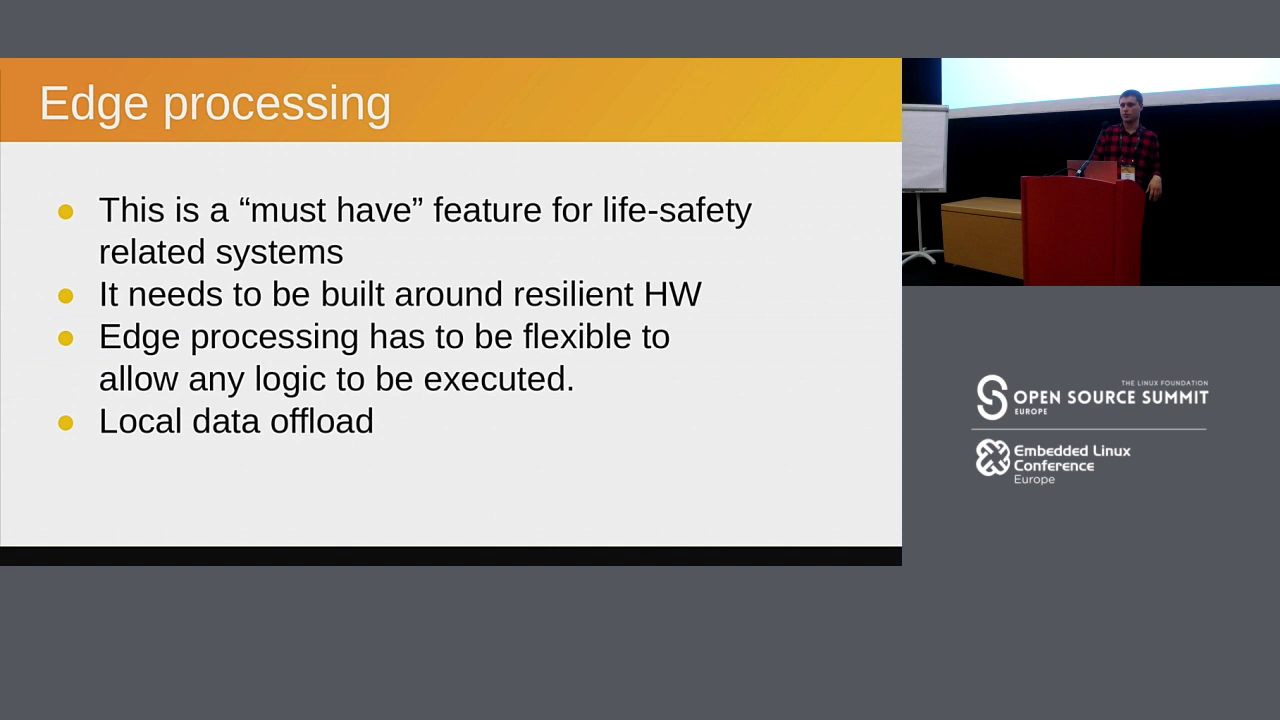 Edge processing
This is a “must have” feature for life-safety
related systems
It needs to be built around resilient HW
Edge processing has to be flexible to
allow any logic to be executed.
Local data offload
THE LINUX FOUNDATION
OPEN SOURCE SUMMIT
EUROPE
Embedded Linux
Conference
Europe